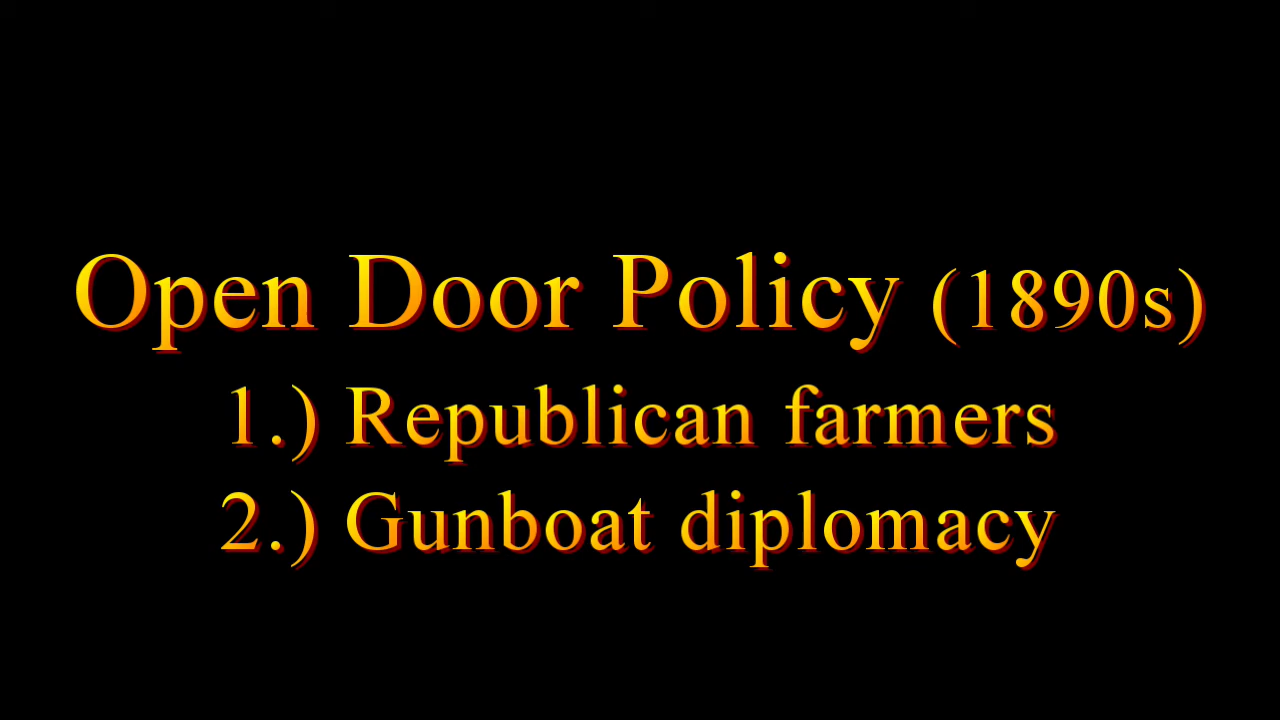 Open Door Policy (1890s)
1.) Republican farmers
2.) Gunboat diplomacy